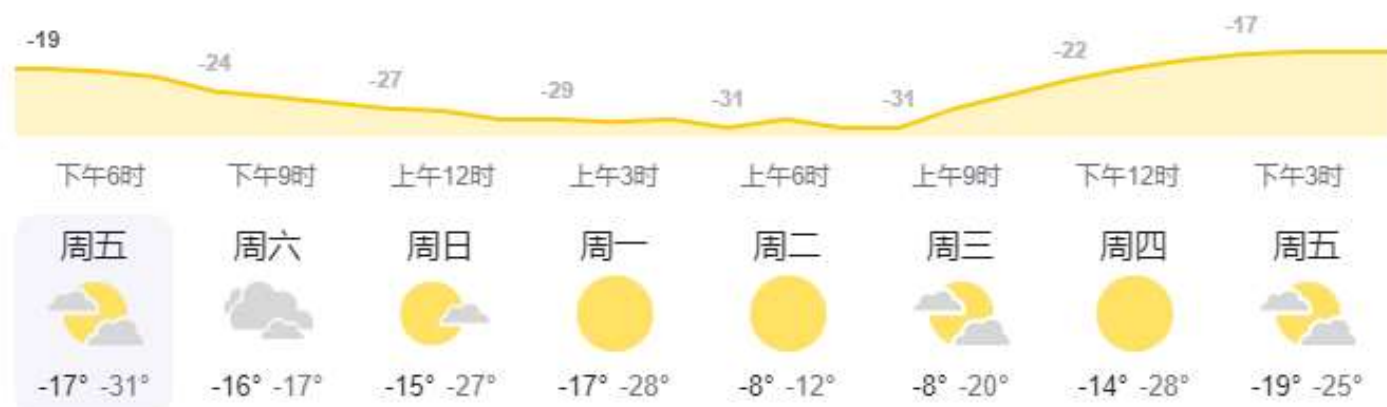 -19 -24 -27 -29 -31 -31 -22 -17
下午6时 下午9时 上午12时 上午3时 上午6时 上午9时 下午12时 下午3时
周五 周六 周日 周一 周二 周三 周四 周五
-17° -31° -16° -17° -15° -27° -17° -28° -8° -12° -8° -20° -14° -28° -19° -25°